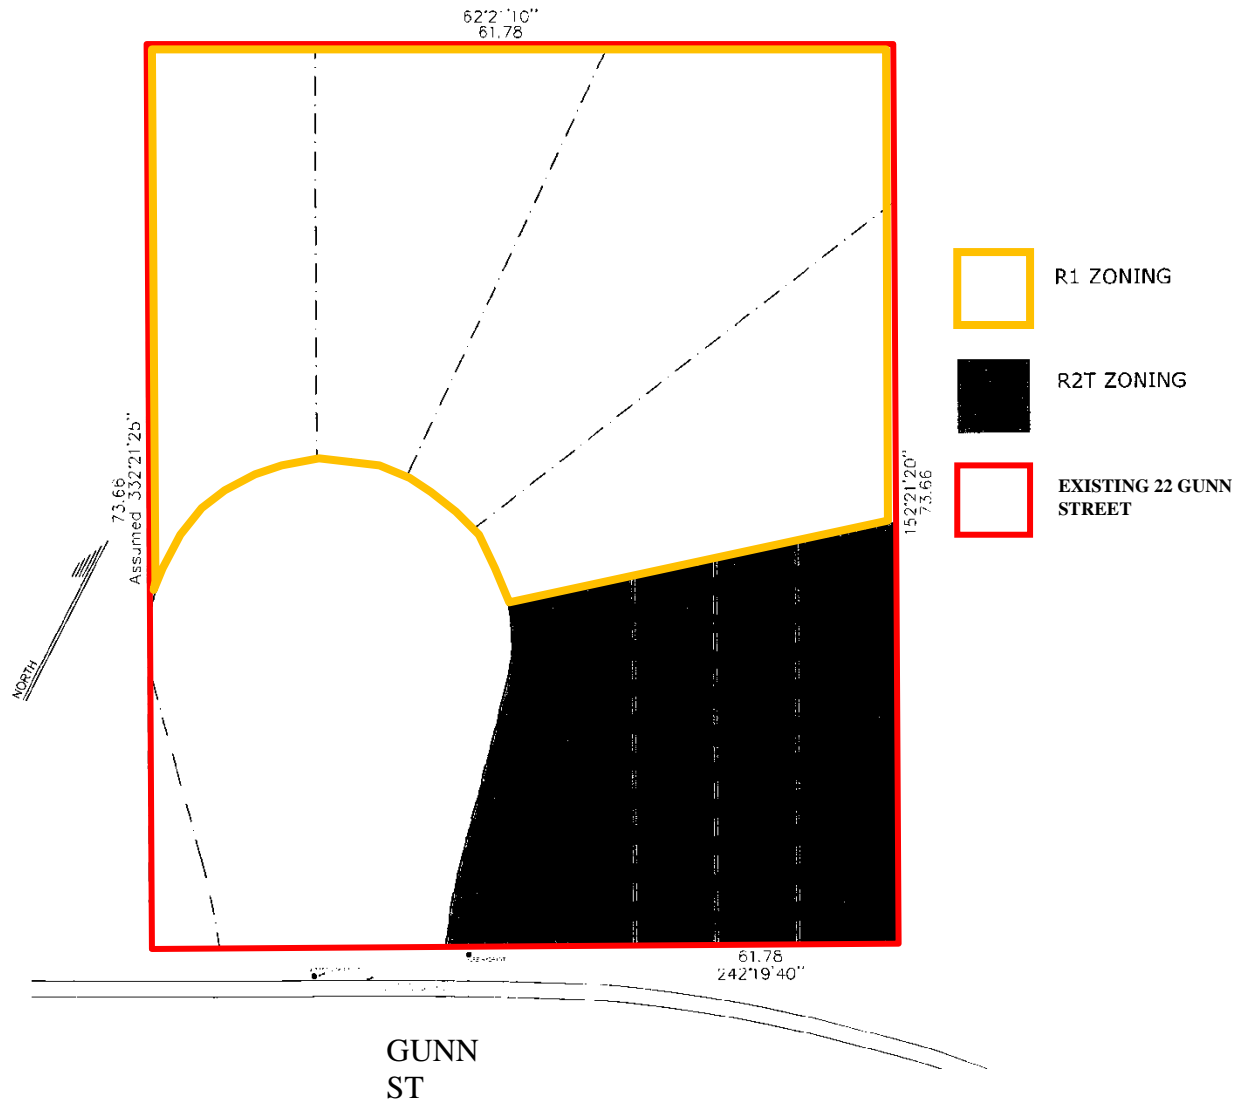 62°21'10"
61.78
R1 ZONING
R2T ZONING
EXISTING 22 GUNN
STREET
73.66
Assumed 332°21'25"
152°21'20"
73.66
NORTH
61.78
242°19'40"
GUNN
ST